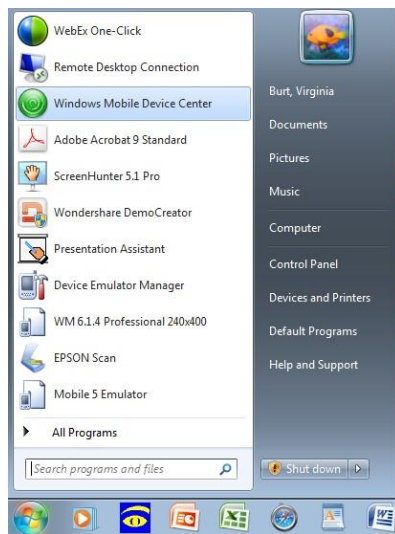 WebEx One-Click
Remote Desktop Connection
Windows Mobile Device Center
Adobe Acrobat 9 Standard
ScreenHunter 5.1 Pro
Wondershare DemoCreator
Presentation Assistant
Device Emulator Manager
WM 6.1.4 Professional 240x400
EPSON Scan
Mobile 5 Emulator
All Programs
Search programs and files
Burt, Virginia
Documents
Pictures
Music
Computer
Control Panel
Devices and Printers
Default Programs
Help and Support
Shut down